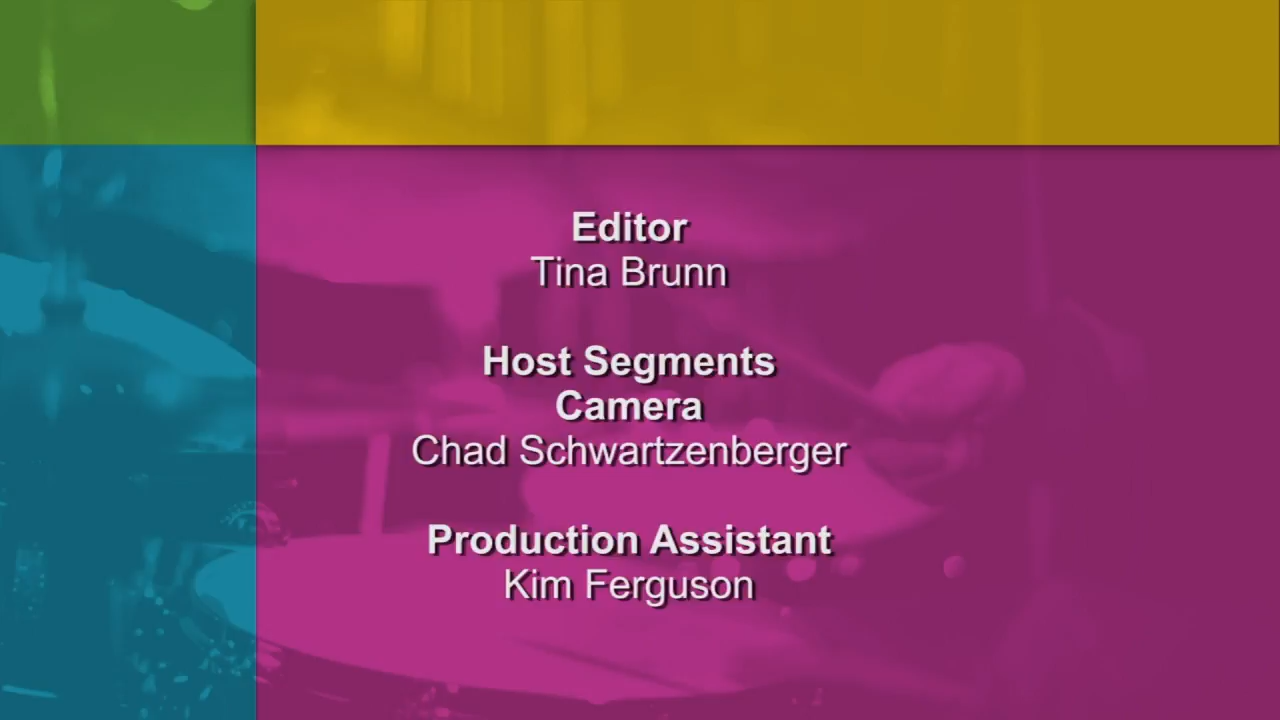 Editor
Tina Brunn
Host Segments
Camera
Chad Schwartzenberger
Production Assistant
Kim Ferguson